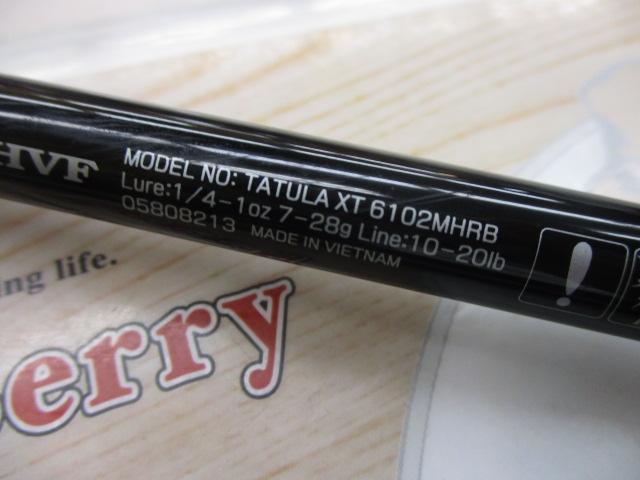 HVF
MODEL NO: TATULA XT 6102MHRB
Lure:1/4-1oz 7-28g Line:10-20lb
05808213 MADE IN VIETNAM
ing life.
erry